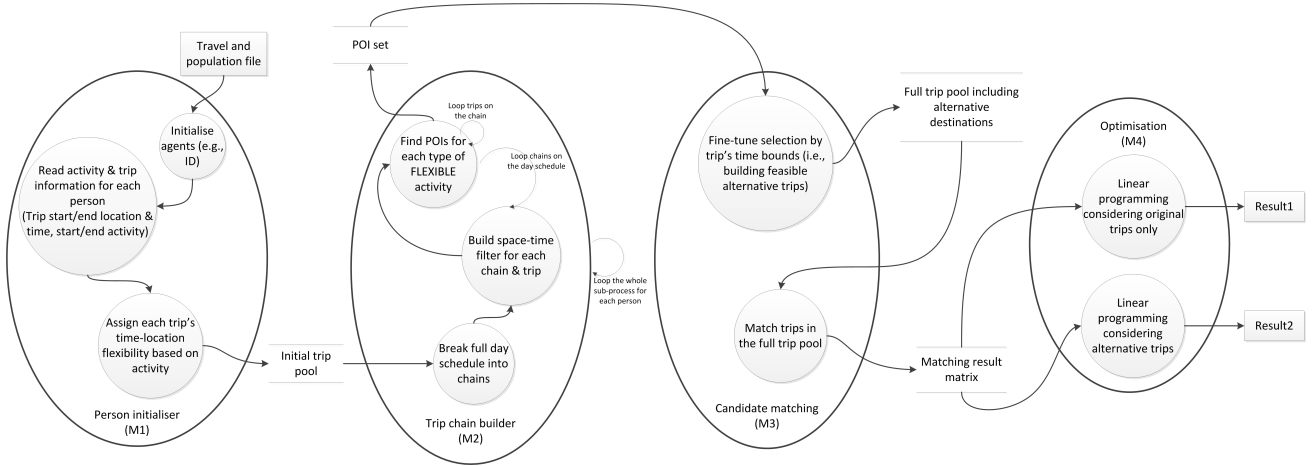 Travel and
population file
Initialise
agents (e.g.,
ID)
Read activity & trip
information for each
person
(Trip start/end location &
time, start/end activity)
Assign each trip's
time-location
flexibility based on
activity
Person initialiser
(M1)
Initial trip
pool
POI set
Loop trips on
the chain
Find POIs for
each type of
FLEXIBLE
activity
Loop chains on
the day schedule
Build space-time
filter for each
chain & trip
Loop the whole
sub-process for
each person
Break full day
schedule into
chains
Trip chain builder
(M2)
Fine-tune selection by
trip's time bounds (i.e.,
building feasible
alternative trips)
Full trip pool including
alternative
destinations
Match trips in
the full trip pool
Candidate matching
(M3)
Matching result
matrix
Optimisation
(M4)
Linear
programming
considering original
trips only
Result1
Linear
programming
considering
alternative trips
Result2